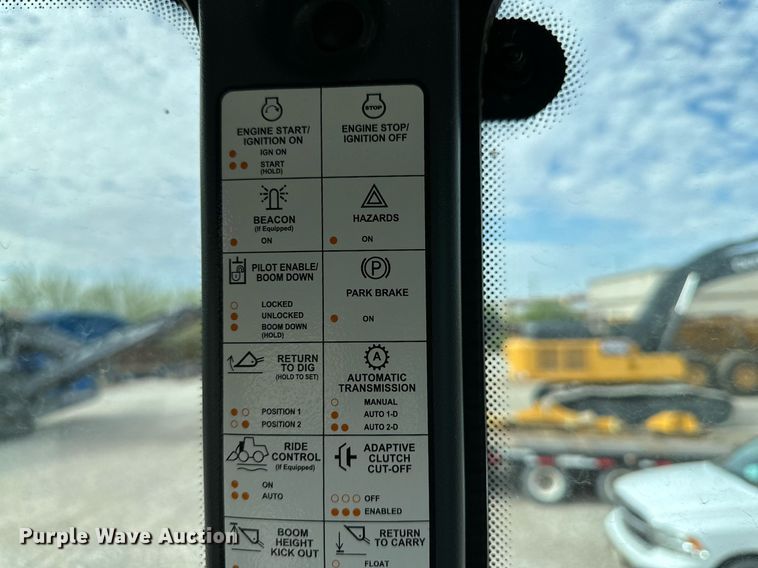 ENGINE START/
IGNITION ON
IGN ON
START
(HOLD)
STOP
ENGINE STOP/
IGNITION OFF
BEACON
(If Equipped)
ON
HAZARDS
ON
PILOT ENABLE/
BOOM DOWN
LOCKED
UNLOCKED
BOOM DOWN
(HOLD)
P
PARK BRAKE
ON
RETURN
TO DIG
(HOLD TO SET)
POSITION 1
POSITION 2
A
AUTOMATIC
TRANSMISSION
MANUAL
AUTO 1-D
AUTO 2-D
RIDE
CONTROL
(If Equipped)
ON
AUTO
ADAPTIVE
CLUTCH
CUT-OFF
OFF
ENABLED
BOOM
HEIGHT
KICK OUT
RETURN
TO CARRY
FLOAT
Purple Wave Auction®